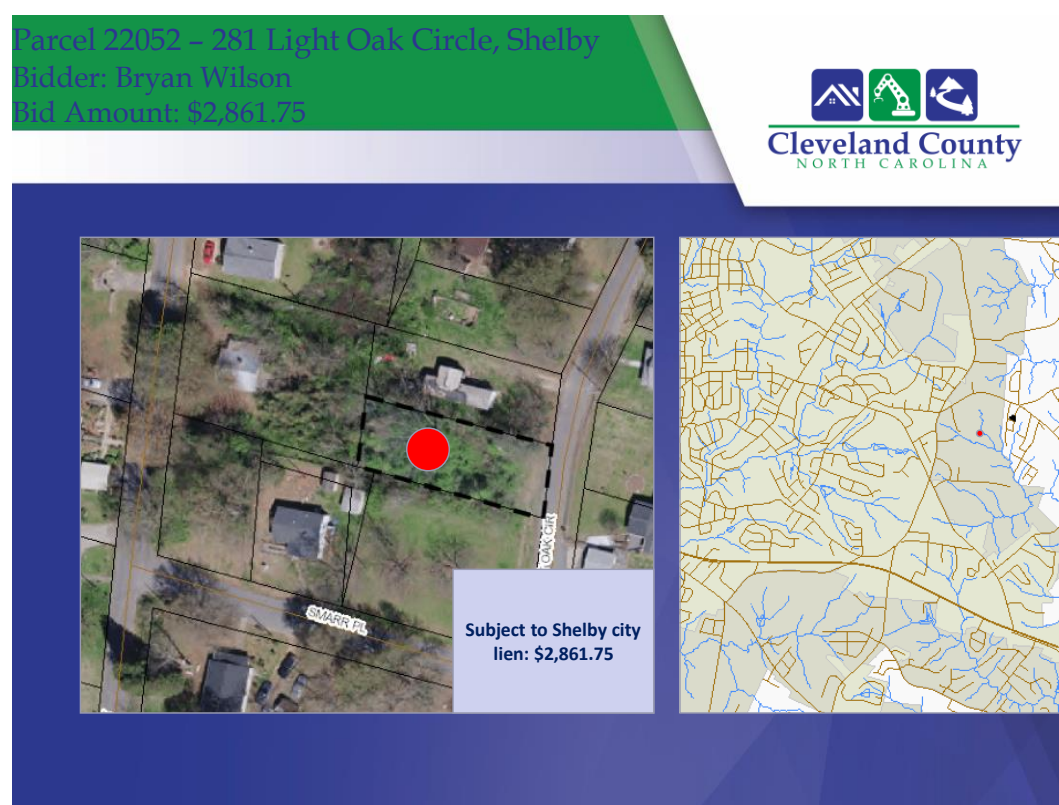 Parcel 22052 – 281 Light Oak Circle, Shelby
Bidder: Bryan Wilson
Bid Amount: $2,861.75
Cleveland County
NORTH CAROLINA
OAK CIR
SMARR PL
Subject to Shelby city
lien: $2,861.75